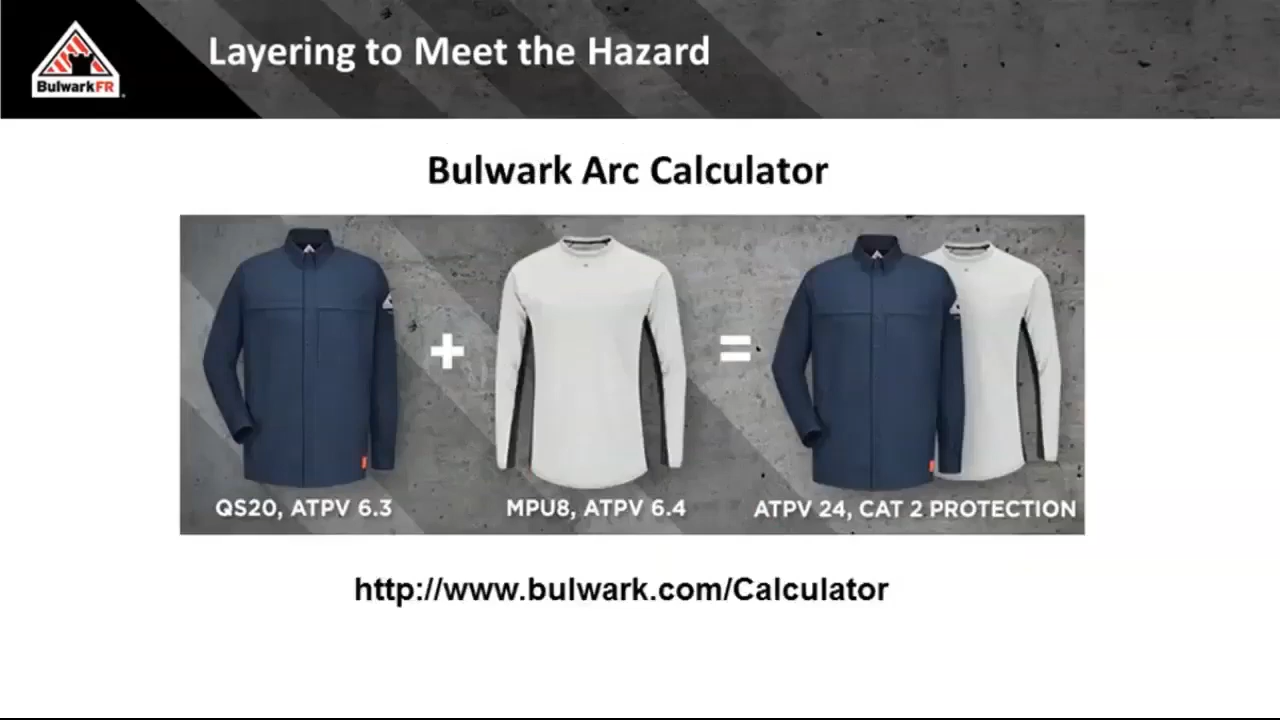 Layering to Meet the Hazard
BulwarkFR
Bulwark Arc Calculator
QS20, ATPV 6.3
MPU8, ATPV 6.4
ATPV 24, CAT 2 PROTECTION
http://www.bulwark.com/Calculator